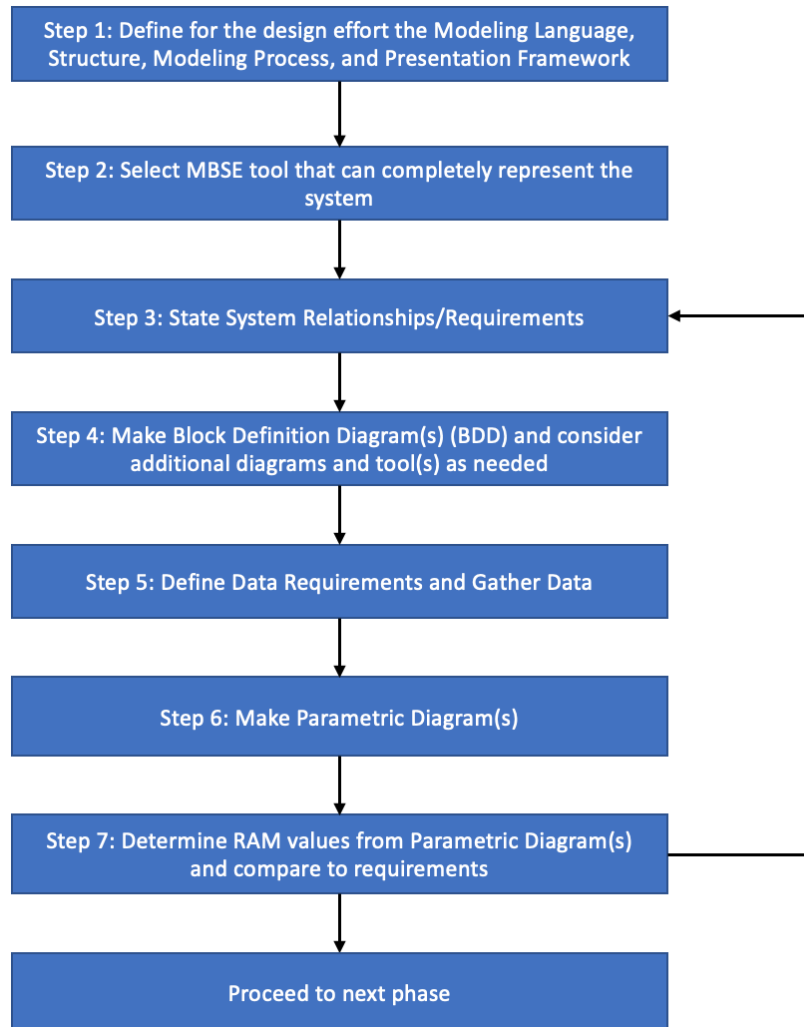 Step 1: Define for the design effort the Modeling Language,
Structure, Modeling Process, and Presentation Framework
Step 2: Select MBSE tool that can completely represent the
system
Step 3: State System Relationships/Requirements
Step 4: Make Block Definition Diagram(s) (BDD) and consider
additional diagrams and tool(s) as needed
Step 5: Define Data Requirements and Gather Data
Step 6: Make Parametric Diagram(s)
Step 7: Determine RAM values from Parametric Diagram(s)
and compare to requirements
Proceed to next phase